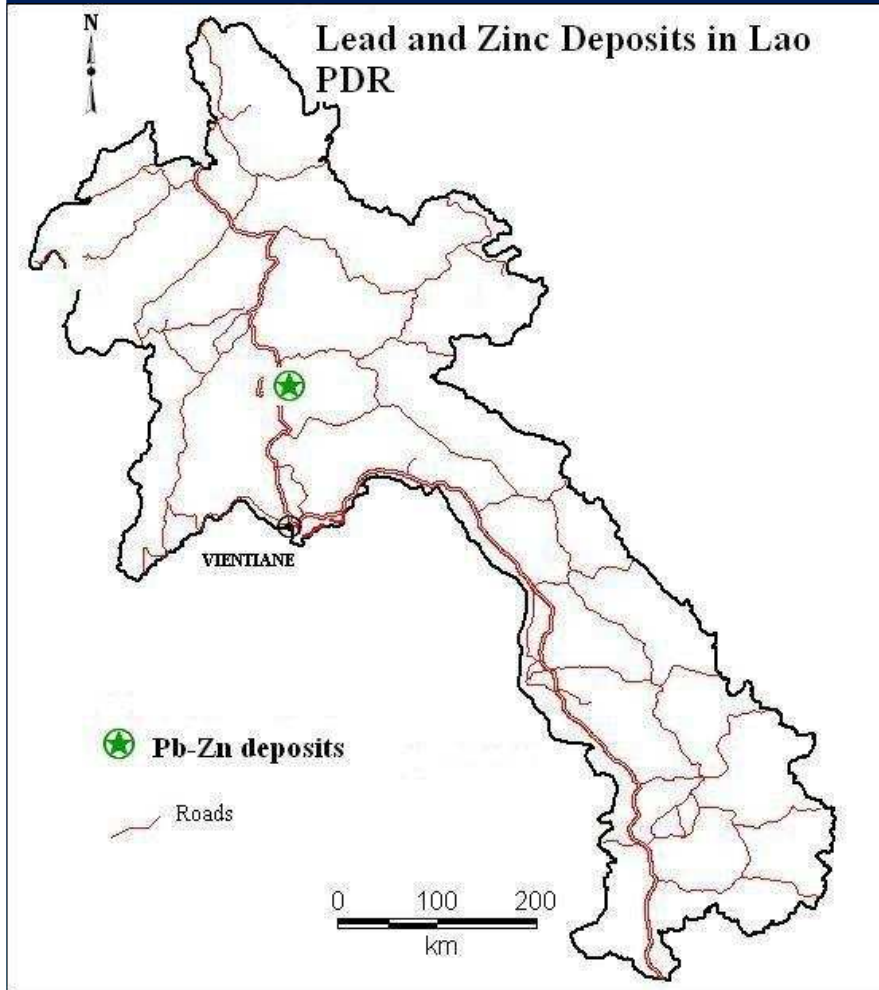 N
Lead and Zinc Deposits in Lao
PDR
VIENTIANE
Pb-Zn deposits
Roads
0 100 200
km